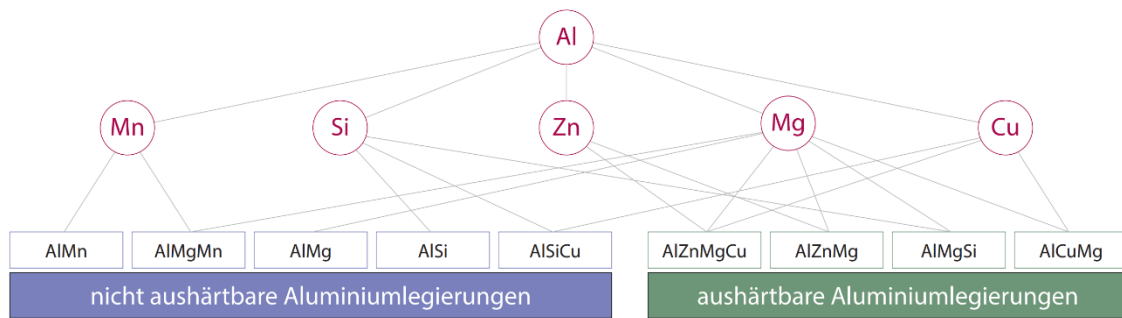 Al
Mn Si Zn Mg Cu
AlMn AlMgMn AlMg AlSi AlSiCu AlZnMgCu AlZnMg AlMgSi AlCuMg
nicht aushärtbare Aluminiumlegierungen aushärtbare Aluminiumlegierungen